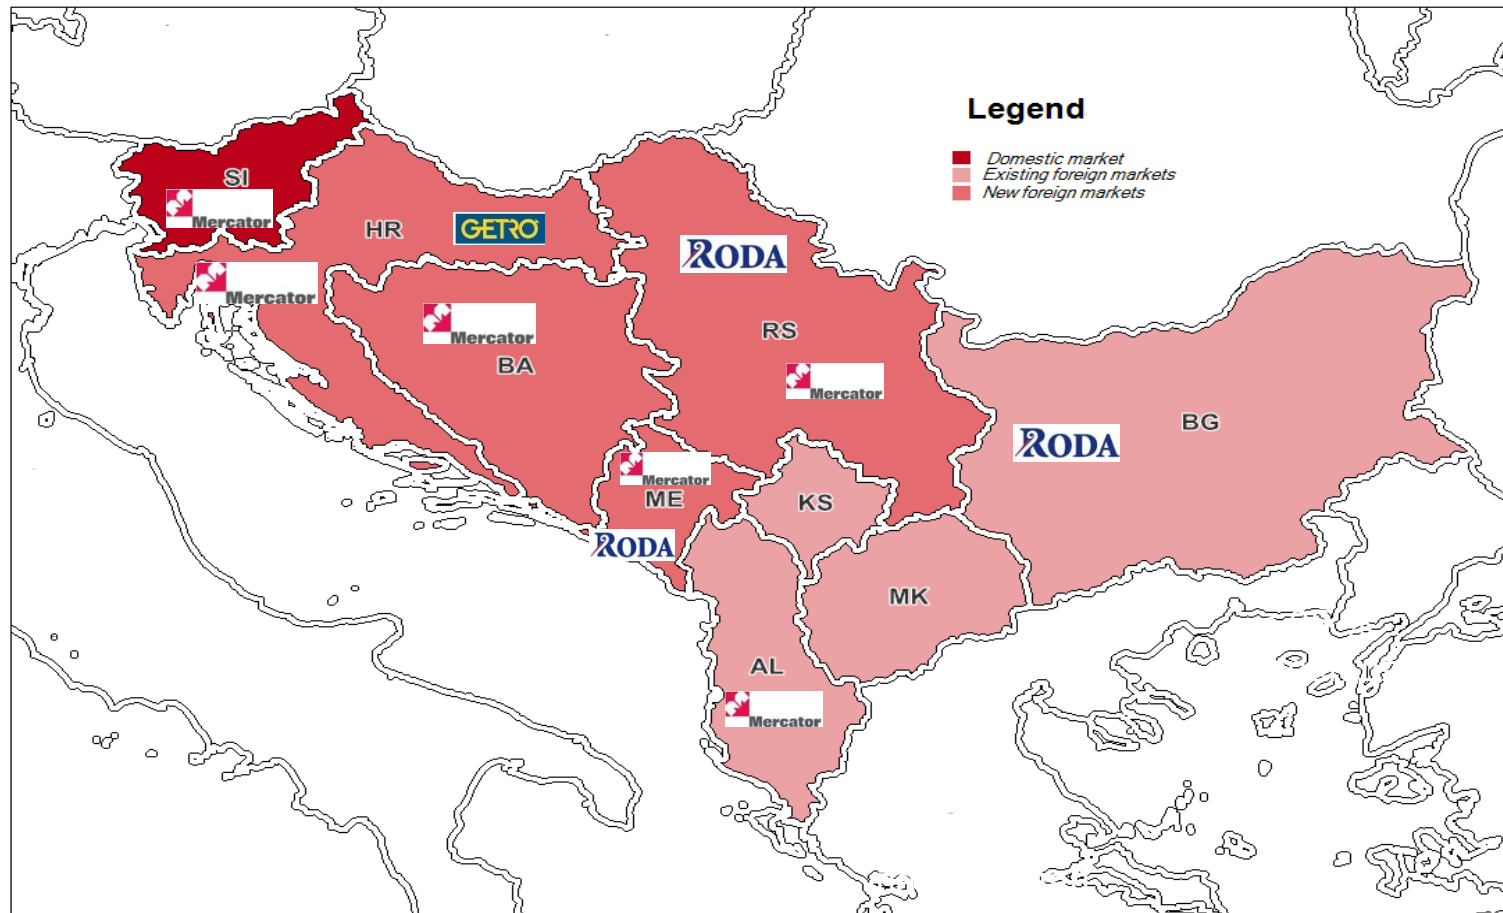 Legend
Domestic market
Existing foreign markets
New foreign markets
SI
Mercator
HR
GETRO
Mercator
RODA
Mercator
BA
RS
Mercator
BG
RODA
Mercator
ME
KS
RODA
MK
AL
Mercator